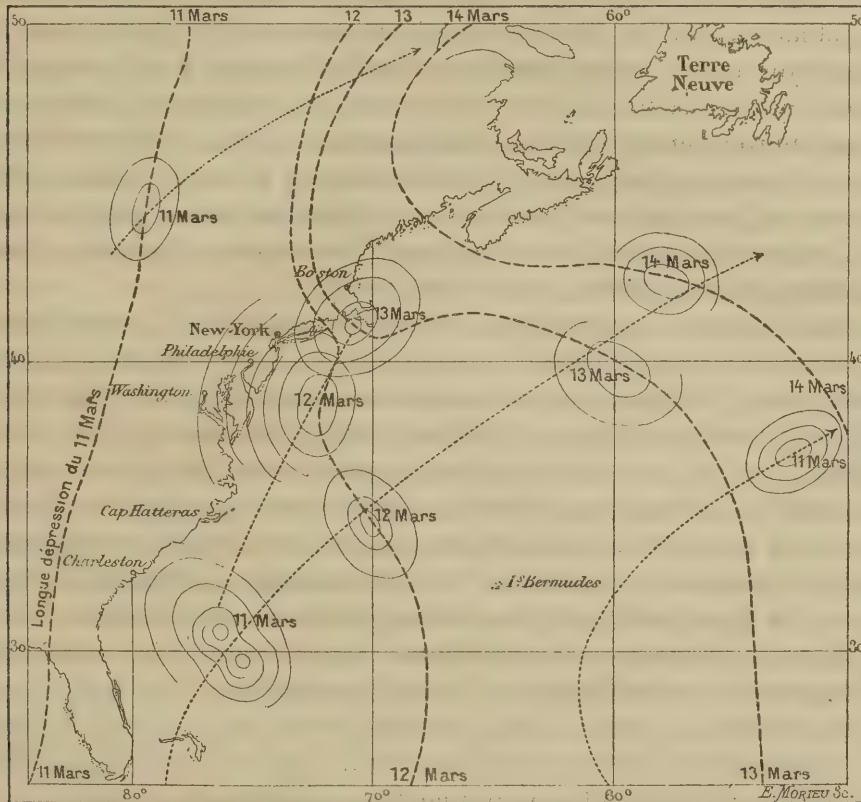 11 Mars
12
13
14 Mars
60°
50
50
Terre
Neuve
11 Mars
Boston
14 Mars
13 Mars
New-York
Philadelphie
40
40
13 Mars
Washington
12 Mars
14 Mars
Longue dépression du 11 Mars
11 Mars
Cap Hatteras
12 Mars
Charleston
Is Bermudes
11 Mars
30
30
11 Mars
12 Mars
13 Mars
80°
70
60
E. MORIEU Sc.